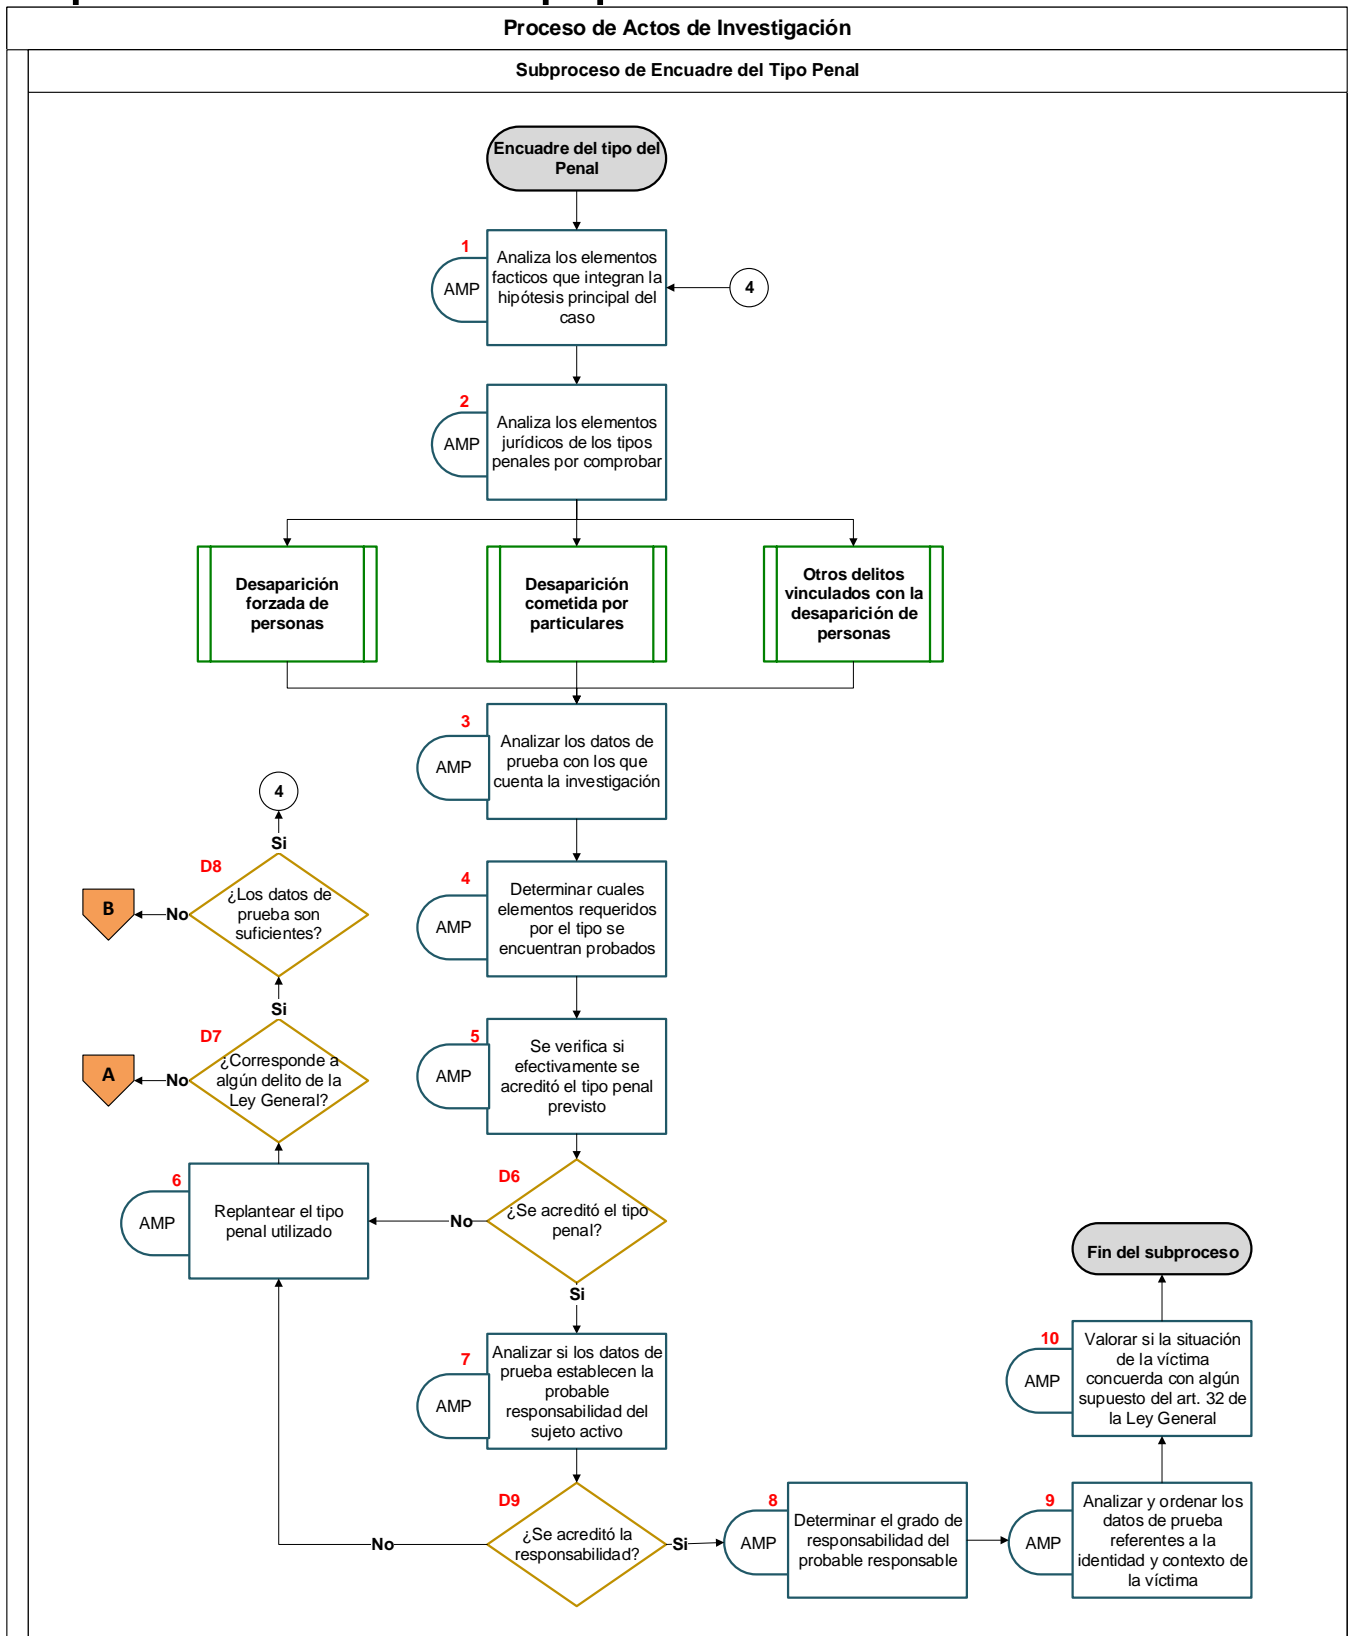 Proceso de Actos de Investigación
Subproceso de Encuadre del Tipo Penal
Encuadre del tipo del
Penal
1
AMP
Analiza los elementos
facticos que integran la
hipótesis principal del
caso
4
2
AMP
Analiza los elementos
jurídicos de los tipos
penales por comprobar
Desaparición
forzada de
personas
Desaparición
cometida por
particulares
Otros delitos
vinculados con la
desaparición de
personas
3
AMP
Analizar los datos de
prueba con los que
cuenta la investigación
4
Si
D8
¿Los datos de
prueba son
suficientes?
No
B
4
AMP
Determinar cuales
elementos requeridos
por el tipo se
encuentran probados
Si
D7
¿Corresponde a
algún delito de la
Ley General?
No
A
5
AMP
Se verifica si
efectivamente se
acreditó el tipo penal
previsto
6
AMP
Replantear el tipo
penal utilizado
No
D6
¿Se acreditó el tipo
penal?
Si
Fin del subproceso
7
AMP
Analizar si los datos de
prueba establecen la
probable
responsabilidad del
sujeto activo
10
AMP
Valorar si la situación
de la víctima
concuerda con algún
supuesto del art. 32 de
la Ley General
No
D9
¿Se acreditó la
responsabilidad?
Si
8
AMP
Determinar el grado de
responsabilidad del
probable responsable
9
AMP
Analizar y ordenar los
datos de prueba
referentes a la
identidad y contexto de
la víctima